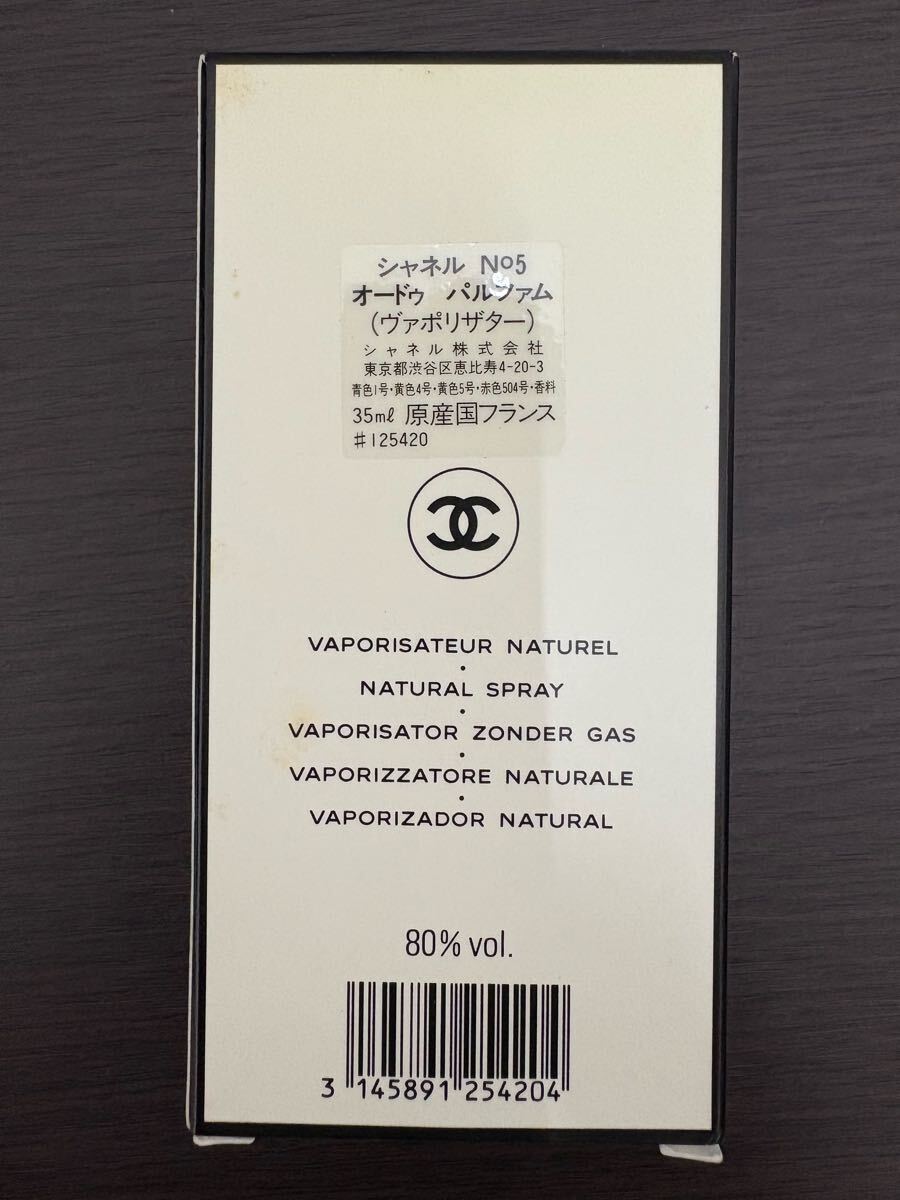 シャネル Nº5
オードゥ パルファム
(ヴァポリザター)
シャネル株式会社
東京都渋谷区恵比寿4-20-3
青色1号・黄色4号・黄色5号・赤色504号・香料
35mℓ 原産国フランス
#125420
VAPORISATEUR NATUREL
·
NATURAL SPRAY
·
VAPORISATOR ZONDER GAS
·
VAPORIZZATORE NATURALE
·
VAPORIZADOR NATURAL
80% vol.
3 145891 254204